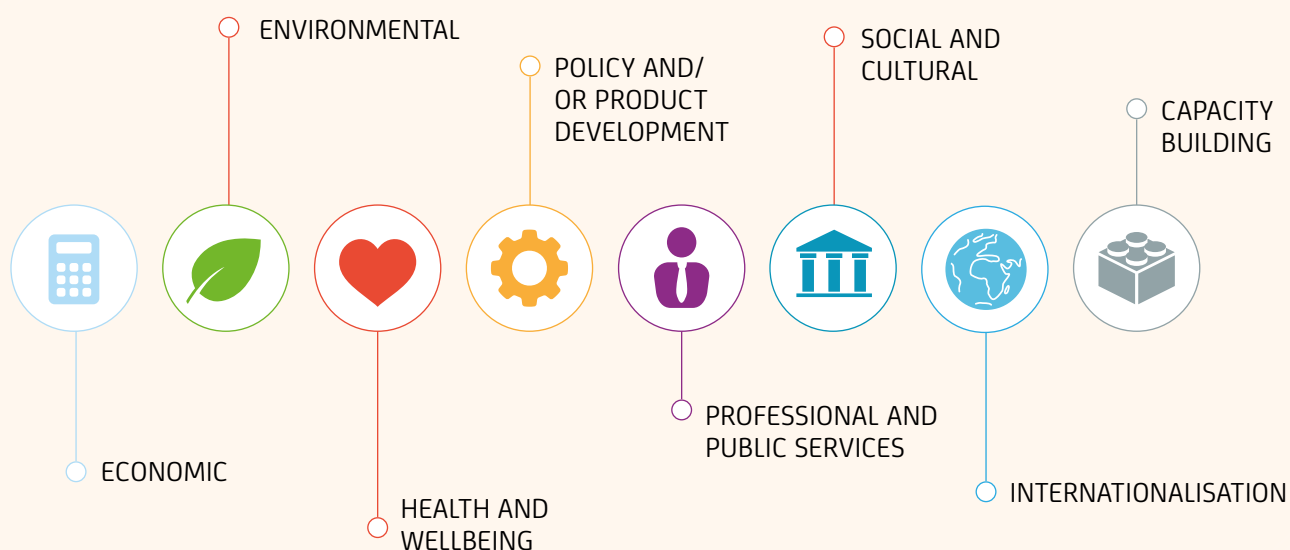 ENVIRONMENTAL
POLICY AND/
OR PRODUCT
DEVELOPMENT
SOCIAL AND
CULTURAL
CAPACITY
BUILDING
ECONOMIC
HEALTH AND
WELLBEING
PROFESSIONAL AND
PUBLIC SERVICES
INTERNATIONALISATION